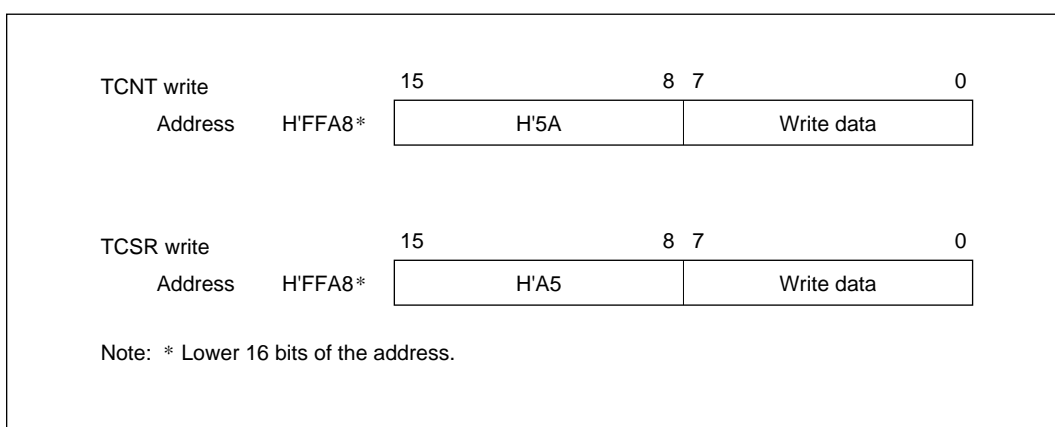 TCNT write 15 8 7 0
Address H'FFA8* H'5A Write data
TCSR write 15 8 7 0
Address H'FFA8* H'A5 Write data
Note: * Lower 16 bits of the address.